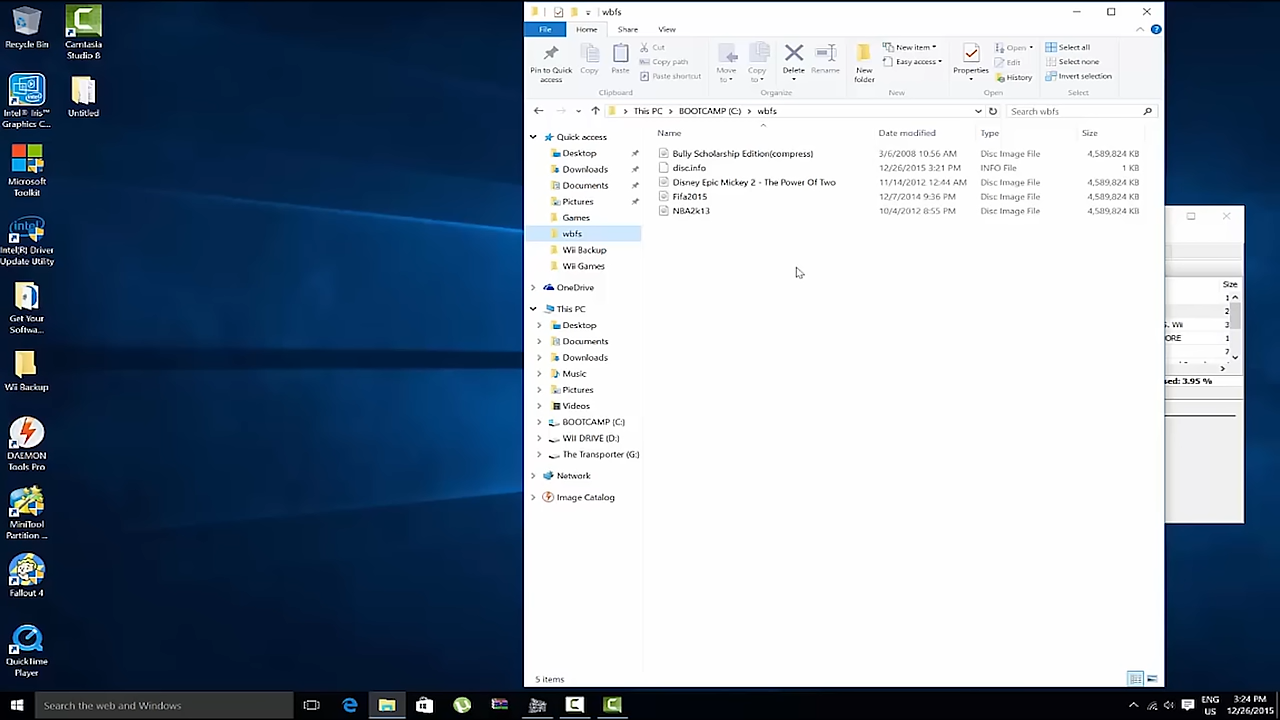 Recycle Bin
Camtasia
Studio 8
Intel® Iris™
Graphic C...
Untitled
Microsoft
Toolkit
Intel(R) Driver
Update Utility
Get Your
Softwa...
Wii Backup
DAEMON
Tools Pro
MiniTool
Partition ...
Fallout 4
QuickTime
Player
wbfs
File
Home
Share
View
Pin to Quick
access
Copy
Paste
Cut
Copy path
Paste shortcut
Clipboard
Move
to
Copy
to
Delete
Rename
Organize
New
folder
New item
Easy access
New
Properties
Open
Edit
History
Open
Select all
Select none
Invert selection
Select
This PC > BOOTCAMP (C:) > wbfs
Search wbfs
Name Date modified Type Size
Bully Scholarship Edition(compress) 3/6/2008 10:56 AM Disc Image File 4,589,824 KB
disc.info 12/26/2015 3:21 PM INFO File 1 KB
Disney Epic Mickey 2 - The Power Of Two 11/14/2012 12:44 AM Disc Image File 4,589,824 KB
Fifa2015 12/7/2014 9:36 PM Disc Image File 4,589,824 KB
NBA2k13 10/4/2012 8:55 PM Disc Image File 4,589,824 KB
Quick access
Desktop
Downloads
Documents
Pictures
Games
wbfs
Wii Backup
Wii Games
OneDrive
This PC
Desktop
Documents
Downloads
Music
Pictures
Videos
BOOTCAMP (C:)
WII DRIVE (D:)
The Transporter (G:)
Network
Image Catalog
5 items
Size
1
2
S. Wii 3
ORE 1
7
sed: 3.95 %
Search the web and Windows
ENG
US
3:24 PM
12/26/2015